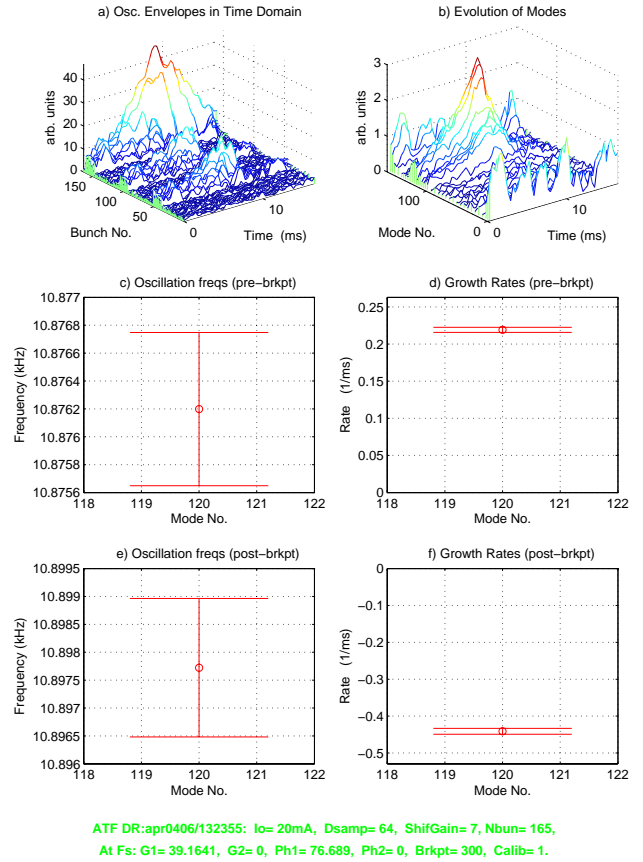 a) Osc. Envelopes in Time Domain
arb. units
40
30
20
10
0
150
100
50
0
10
Bunch No.
Time (ms)
b) Evolution of Modes
arb. units
3
2
1
0
100
0
0
10
Mode No.
Time (ms)
c) Oscillation freqs (pre−brkpt)
Frequency (kHz)
10.877
10.8768
10.8766
10.8764
10.8762
10.876
10.8758
10.8756
118 119 120 121 122
Mode No.
d) Growth Rates (pre−brkpt)
Rate (1/ms)
0.25
0.2
0.15
0.1
0.05
0
118 119 120 121 122
Mode No.
e) Oscillation freqs (post−brkpt)
Frequency (kHz)
10.8995
10.899
10.8985
10.898
10.8975
10.897
10.8965
10.896
118 119 120 121 122
Mode No.
f) Growth Rates (post−brkpt)
Rate (1/ms)
0
−0.1
−0.2
−0.3
−0.4
−0.5
118 119 120 121 122
Mode No.
ATF DR:apr0406/132355: Io= 20mA, Dsamp= 64, ShifGain= 7, Nbun= 165,
At Fs: G1= 39.1641, G2= 0, Ph1= 76.689, Ph2= 0, Brkpt= 300, Calib= 1.